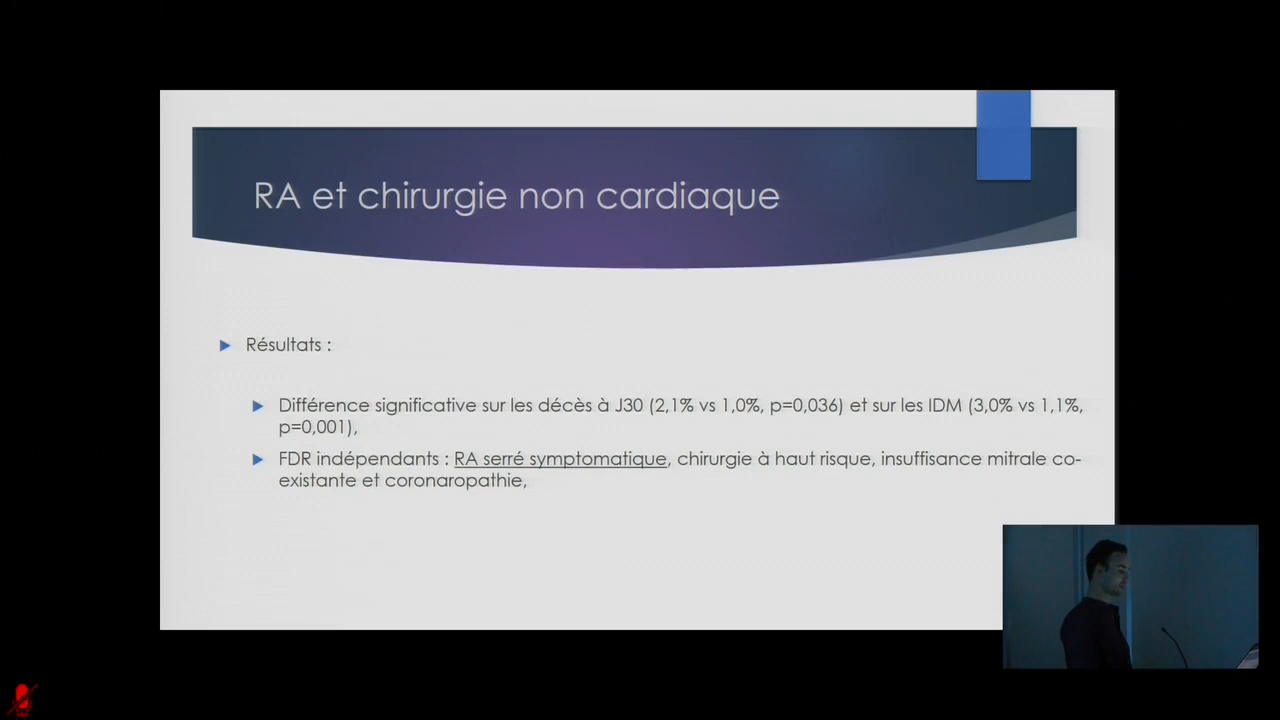 RA et chirurgie non cardiaque
Résultats :
Différence significative sur les décès à J30 (2,1% vs 1,0%, p=0,036) et sur les IDM (3,0% vs 1,1%,
p=0,001),
FDR indépendants : RA serré symptomatique, chirurgie à haut risque, insuffisance mitrale co-
existante et coronaropathie,